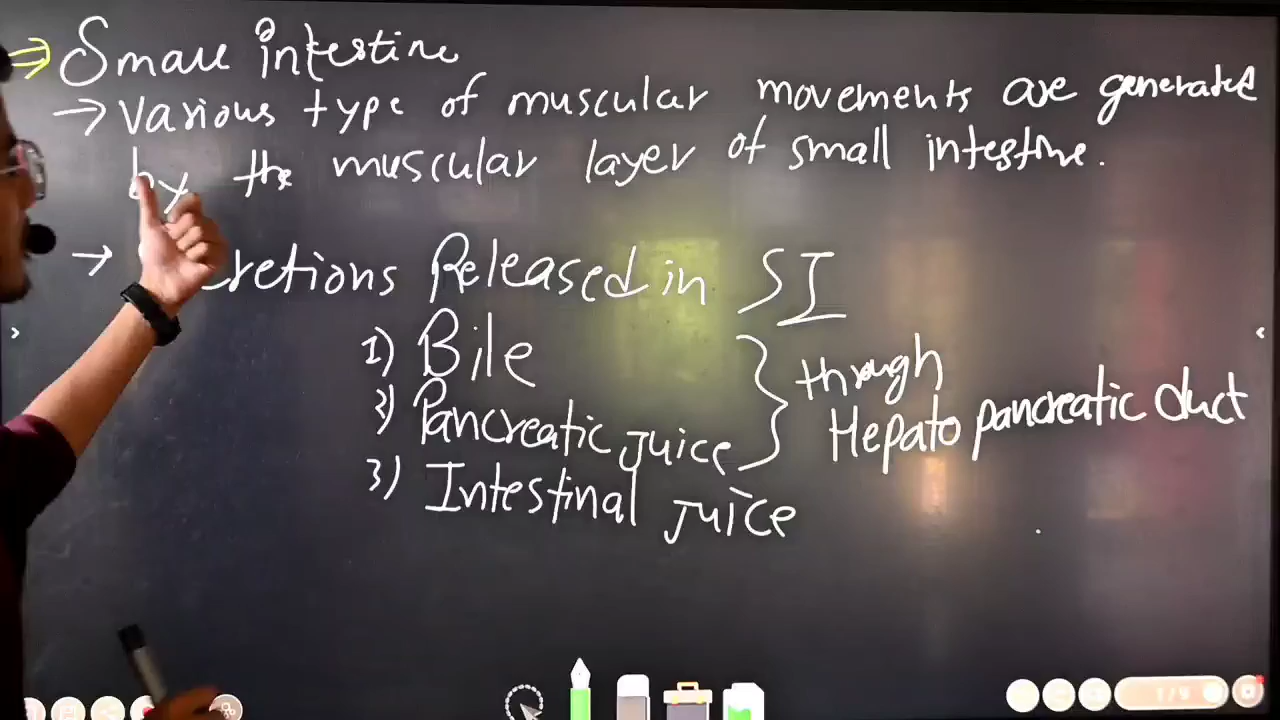 ⇒ Small intestine
→ Various type of muscular movements are generated
by the muscular layer of small intestine.
→ cretions Released in SI
1) Bile
2) Pancreatic juice } through Hepato pancreatic duct
3) Intestinal juice